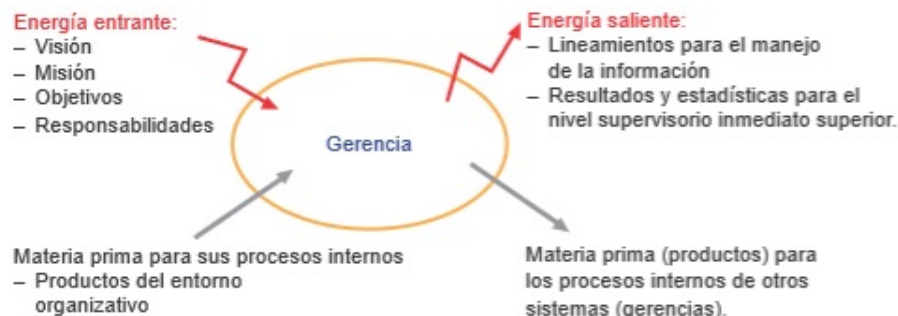 Energía entrante:
– Visión
– Misión
– Objetivos
– Responsabilidades
Energía saliente:
– Lineamientos para el manejo
de la información
– Resultados y estadísticas para el
nivel supervisorio inmediato superior.
Gerencia
Materia prima para sus procesos internos
– Productos del entorno
organizativo
Materia prima (productos) para
los procesos internos de otros
sistemas (gerencias).